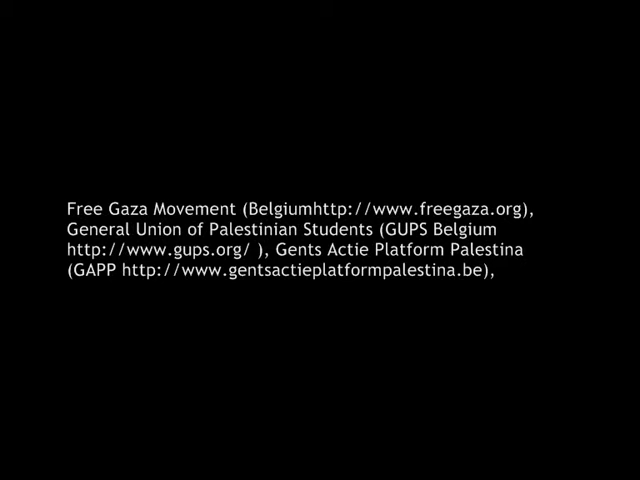 Free Gaza Movement (Belgiumhttp://www.freegaza.org),
General Union of Palestinian Students (GUPS Belgium
http://www.gups.org/ ), Gents Actie Platform Palestina
(GAPP http://www.gentsactieplatformpalestina.be),